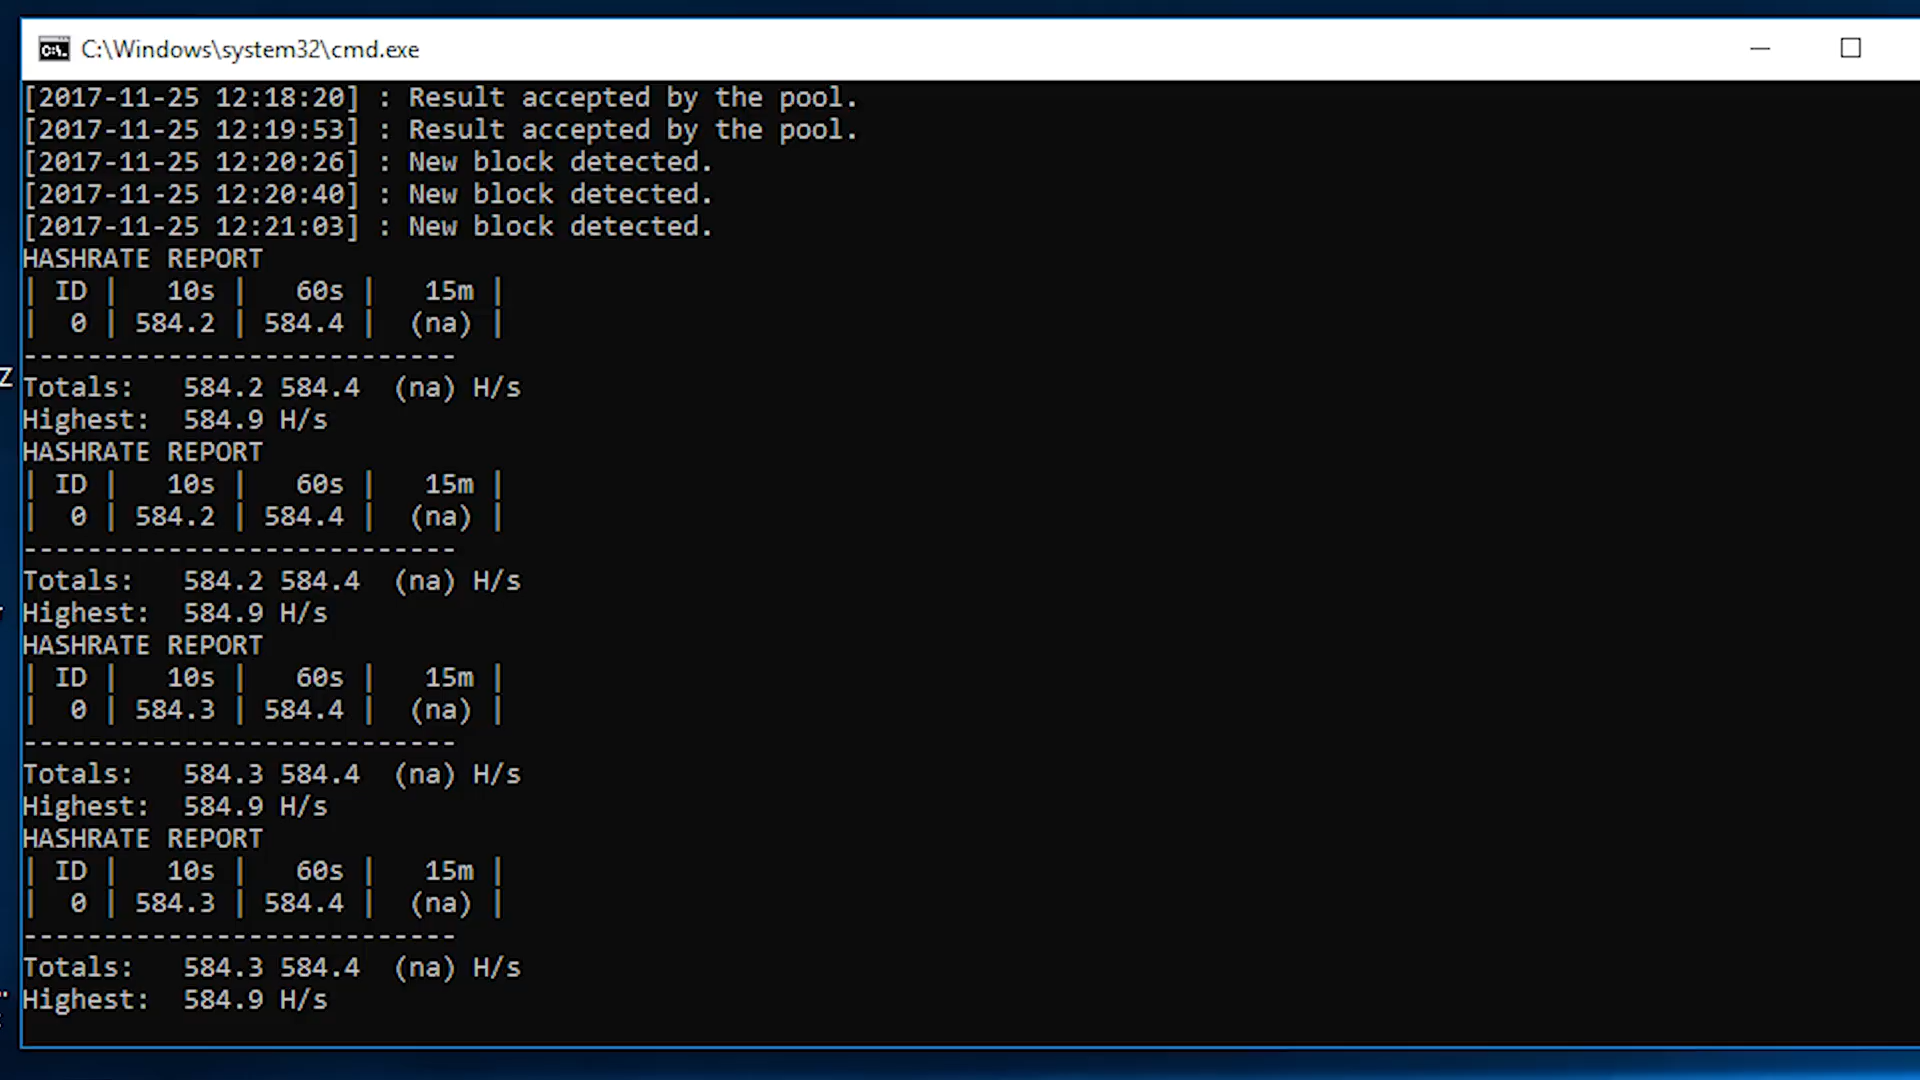 C:\Windows\system32\cmd.exe
[2017-11-25 12:18:20] : Result accepted by the pool.
[2017-11-25 12:19:53] : Result accepted by the pool.
[2017-11-25 12:20:26] : New block detected.
[2017-11-25 12:20:40] : New block detected.
[2017-11-25 12:21:03] : New block detected.
HASHRATE REPORT
| ID |   10s |   60s |   15m |
|  0 | 584.2 | 584.4 |  (na) |
---------------------------
Totals:   584.2 584.4  (na) H/s
Highest:  584.9 H/s
HASHRATE REPORT
| ID |   10s |   60s |   15m |
|  0 | 584.2 | 584.4 |  (na) |
---------------------------
Totals:   584.2 584.4  (na) H/s
Highest:  584.9 H/s
HASHRATE REPORT
| ID |   10s |   60s |   15m |
|  0 | 584.3 | 584.4 |  (na) |
---------------------------
Totals:   584.3 584.4  (na) H/s
Highest:  584.9 H/s
HASHRATE REPORT
| ID |   10s |   60s |   15m |
|  0 | 584.3 | 584.4 |  (na) |
---------------------------
Totals:   584.3 584.4  (na) H/s
Highest:  584.9 H/s